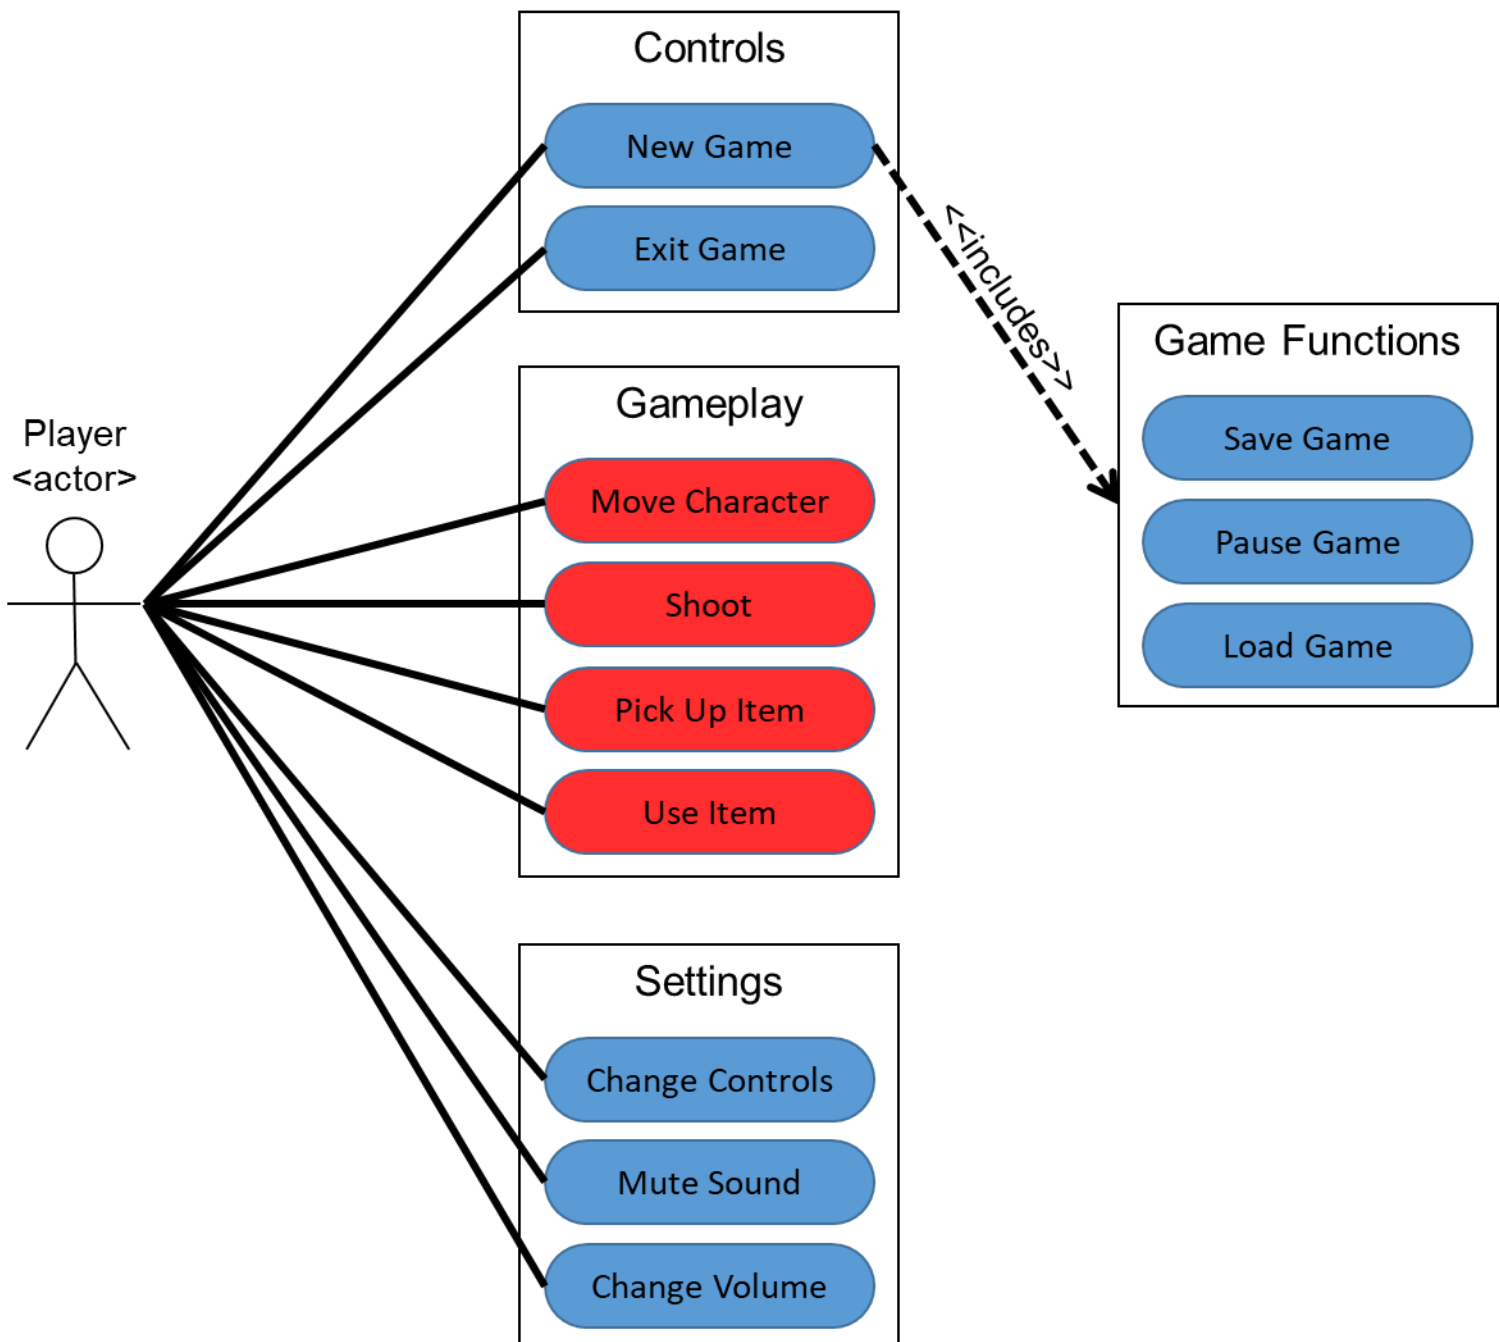 Controls
New Game
Exit Game
<<includes>>
Game Functions
Save Game
Pause Game
Load Game
Player
<actor>
Gameplay
Move Character
Shoot
Pick Up Item
Use Item
Settings
Change Controls
Mute Sound
Change Volume